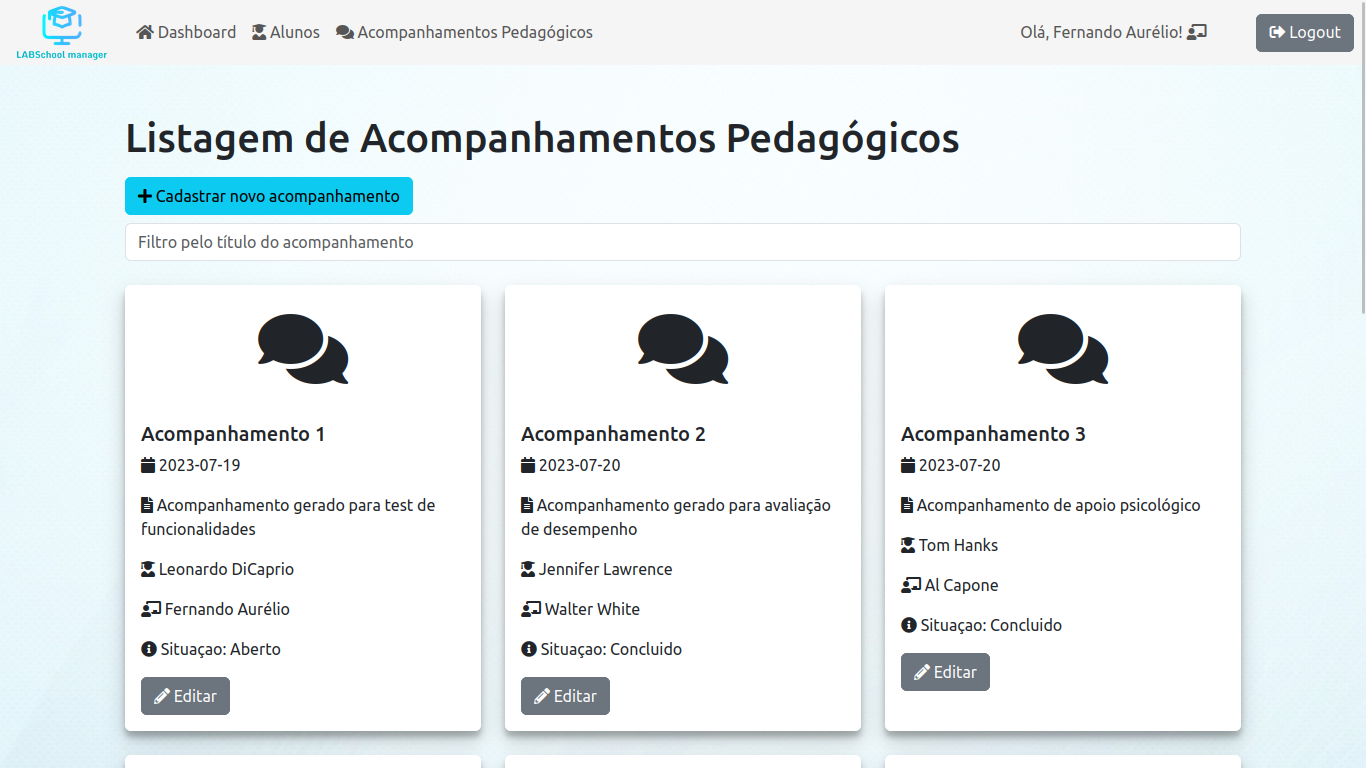 LABSchool manager
Dashboard
Alunos
Acompanhamentos Pedagógicos
Olá, Fernando Aurélio!
Logout
Listagem de Acompanhamentos Pedagógicos
Cadastrar novo acompanhamento
Filtro pelo título do acompanhamento
Acompanhamento 1
2023-07-19
Acompanhamento gerado para test de
funcionalidades
Leonardo DiCaprio
Fernando Aurélio
Situaçao: Aberto
Editar
Acompanhamento 2
2023-07-20
Acompanhamento gerado para avaliação
de desempenho
Jennifer Lawrence
Walter White
Situaçao: Concluido
Editar
Acompanhamento 3
2023-07-20
Acompanhamento de apoio psicológico
Tom Hanks
Al Capone
Situaçao: Concluido
Editar